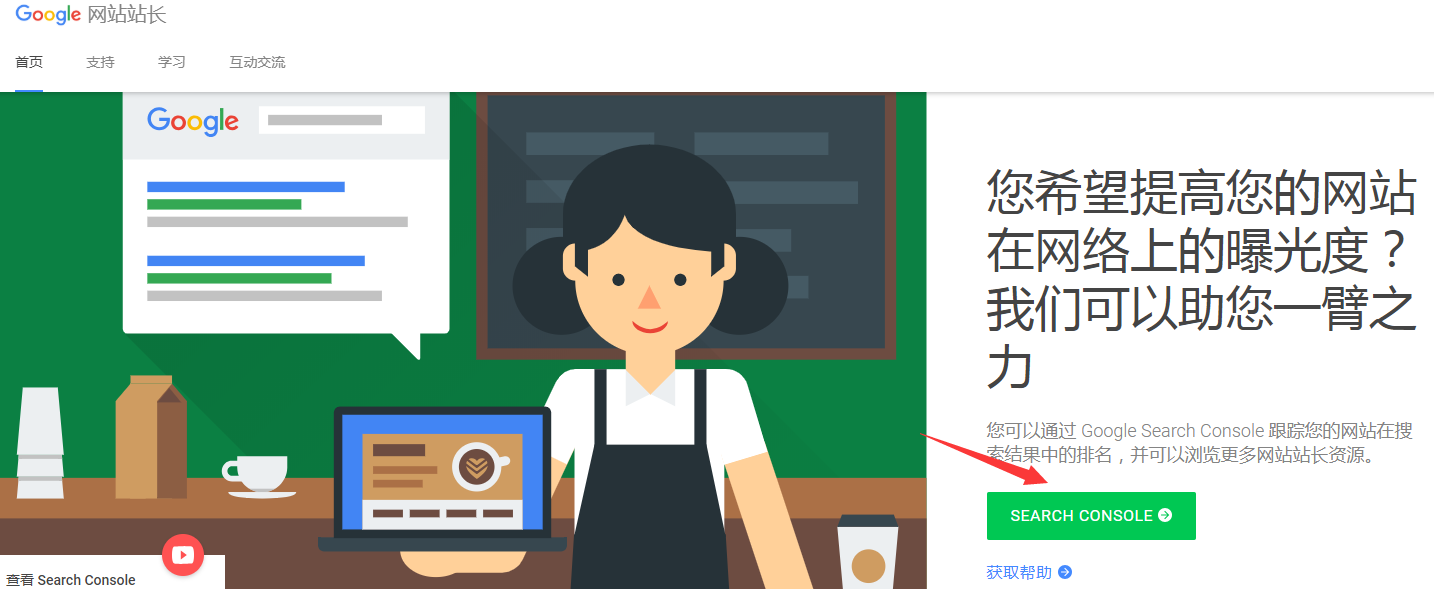 Google 网站站长
首页 支持 学习 互动交流
Google
您希望提高您的网站
在网络上的曝光度？
我们可以助您一臂之
力
您可以通过 Google Search Console 跟踪您的网站在搜
索结果中的排名，并可以浏览更多网站站长资源。
SEARCH CONSOLE
获取帮助
查看 Search Console